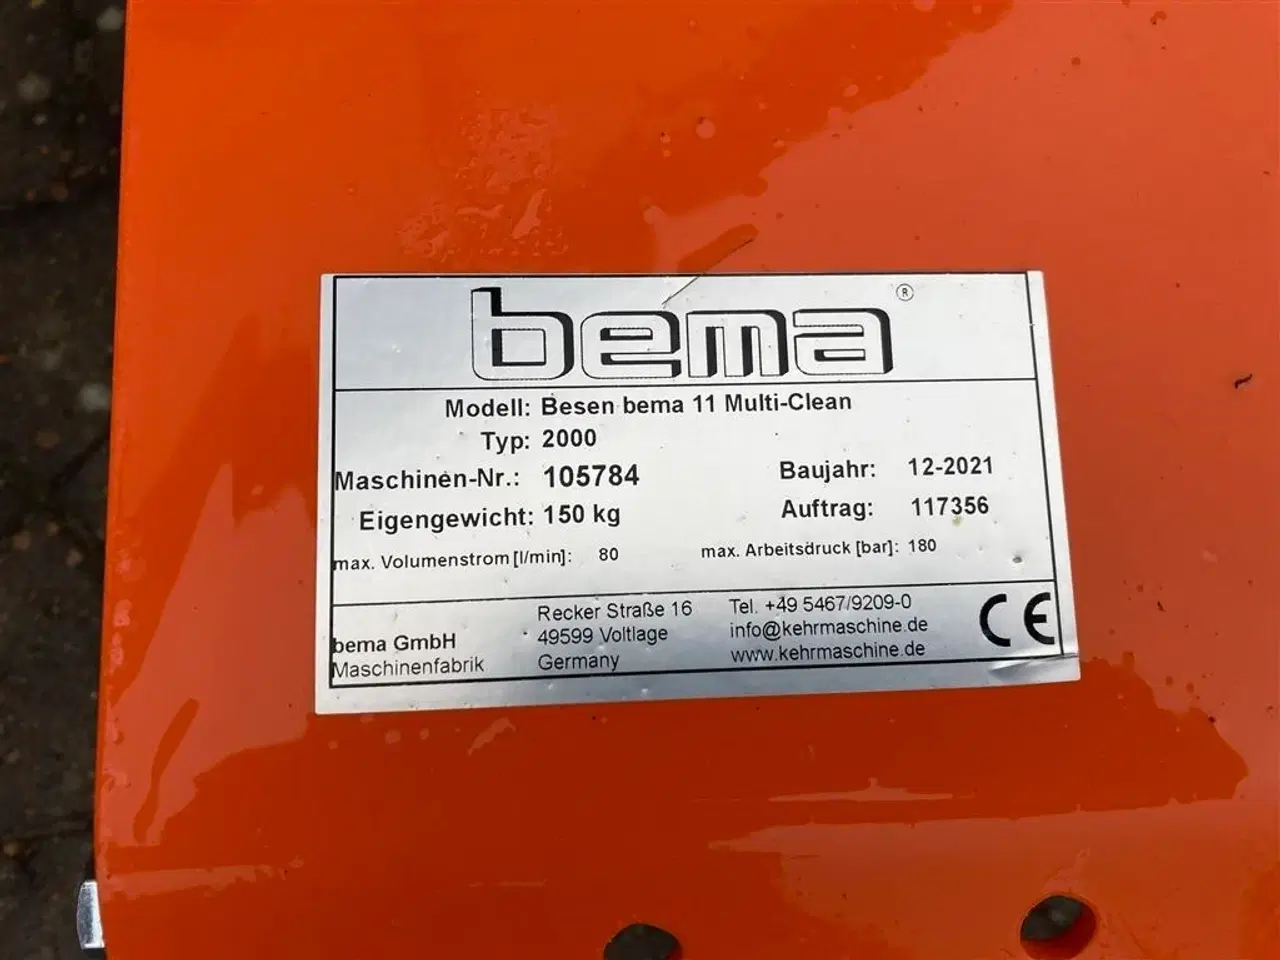 bema ®
Modell: Besen bema 11 Multi-Clean
Typ: 2000
Maschinen-Nr.: 105784 Baujahr: 12-2021
Eigengewicht: 150 kg Auftrag: 117356
max. Volumenstrom [l/min]: 80 max. Arbeitsdruck [bar]: 180
bema GmbH
Maschinenfabrik
Recker Straße 16
49599 Voltlage
Germany
Tel. +49 5467/9209-0
info@kehrmaschine.de
www.kehrmaschine.de
CE